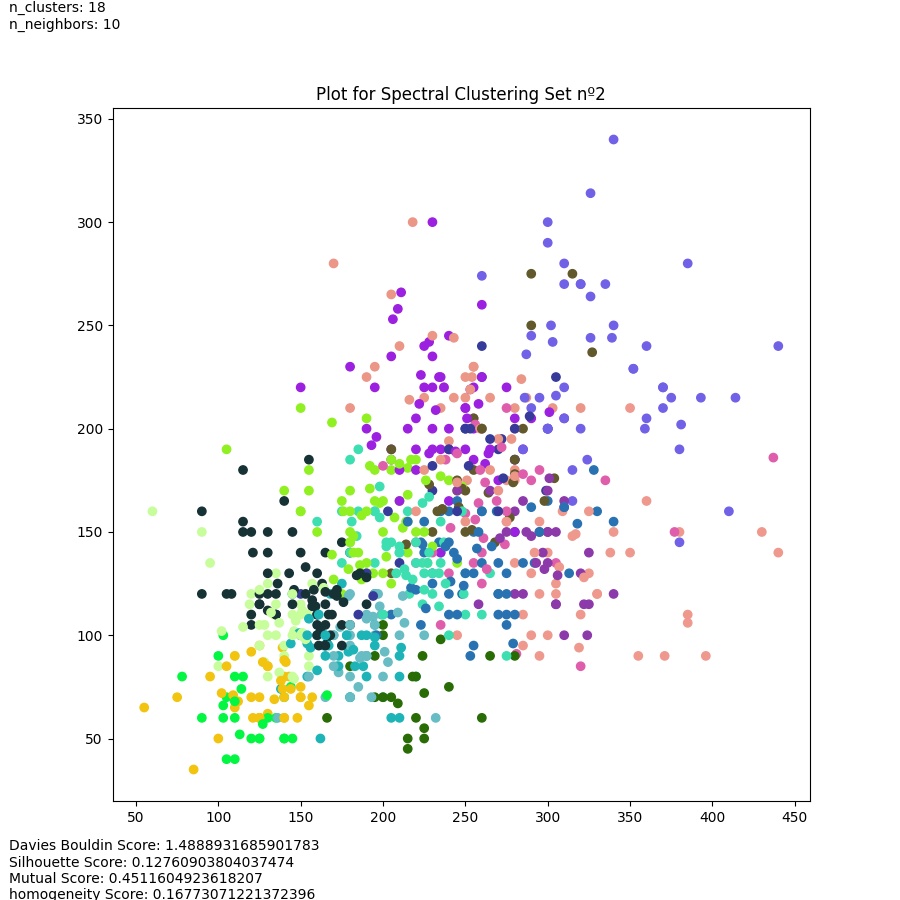 n_clusters: 18
n_neighbors: 10
Plot for Spectral Clustering Set nº2
350
300
250
200
150
100
50
50 100 150 200 250 300 350 400 450
Davies Bouldin Score: 1.4888931685901783
Silhouette Score: 0.12760903804037474
Mutual Score: 0.4511604923618207
homogeneity Score: 0.16773071221372396